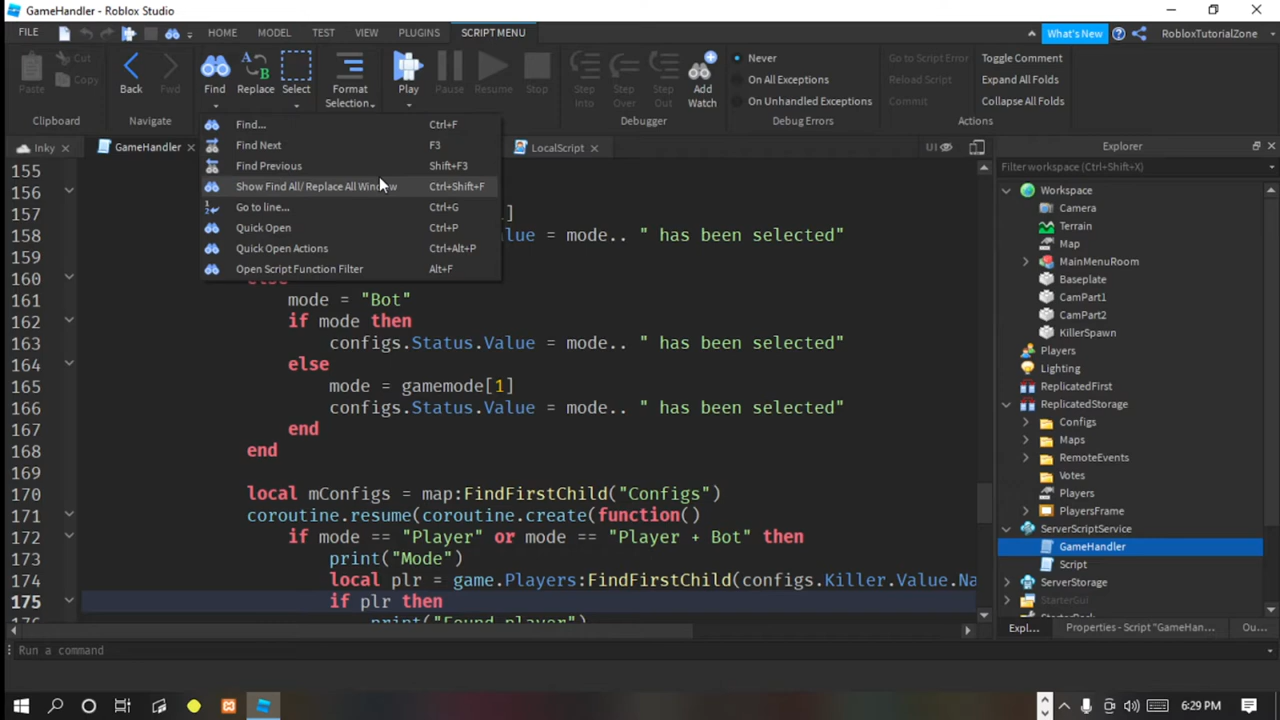 GameHandler - Roblox Studio
FILE
HOME
MODEL
TEST
VIEW
PLUGINS
SCRIPT MENU
What's New
RobloxTutorialZone
Paste
Cut
Copy
Clipboard
Back
Fwd
Navigate
Find
Replace
Select
Format Selection
Play
Pause
Resume
Stop
Step Into
Step Over
Step Out
Add Watch
Debugger
Never
On All Exceptions
On Unhandled Exceptions
Debug Errors
Go to Script Error
Reload Script
Commit
Toggle Comment
Expand All Folds
Collapse All Folds
Actions
Find... Ctrl+F
Find Next F3
Find Previous Shift+F3
Show Find All/ Replace All Window Ctrl+Shift+F
Go to line... Ctrl+G
Quick Open Ctrl+P
Quick Open Actions Ctrl+Alt+P
Open Script Function Filter Alt+F
Inky
GameHandler
LocalScript
UI
155
156
157 ]
158 lue = mode.. " has been selected"
159
160 else
161 mode = "Bot"
162 if mode then
163 configs.Status.Value = mode.. " has been selected"
164 else
165 mode = gamemode[1]
166 configs.Status.Value = mode.. " has been selected"
167 end
168 end
169
170 local mConfigs = map:FindFirstChild("Configs")
171 coroutine.resume(coroutine.create(function()
172 if mode == "Player" or mode == "Player + Bot" then
173 print("Mode")
174 local plr = game.Players:FindFirstChild(configs.Killer.Value.Na
175 if plr then
176 print("Found player")
Run a command
Explorer
Filter workspace (Ctrl+Shift+X)
Workspace
Camera
Terrain
Map
MainMenuRoom
Baseplate
CamPart1
CamPart2
KillerSpawn
Players
Lighting
ReplicatedFirst
ReplicatedStorage
Configs
Maps
RemoteEvents
Votes
Players
PlayersFrame
ServerScriptService
GameHandler
Script
ServerStorage
StarterGui
StarterPack
Expl...
Properties - Script "GameHan...
Ou...
6:29 PM